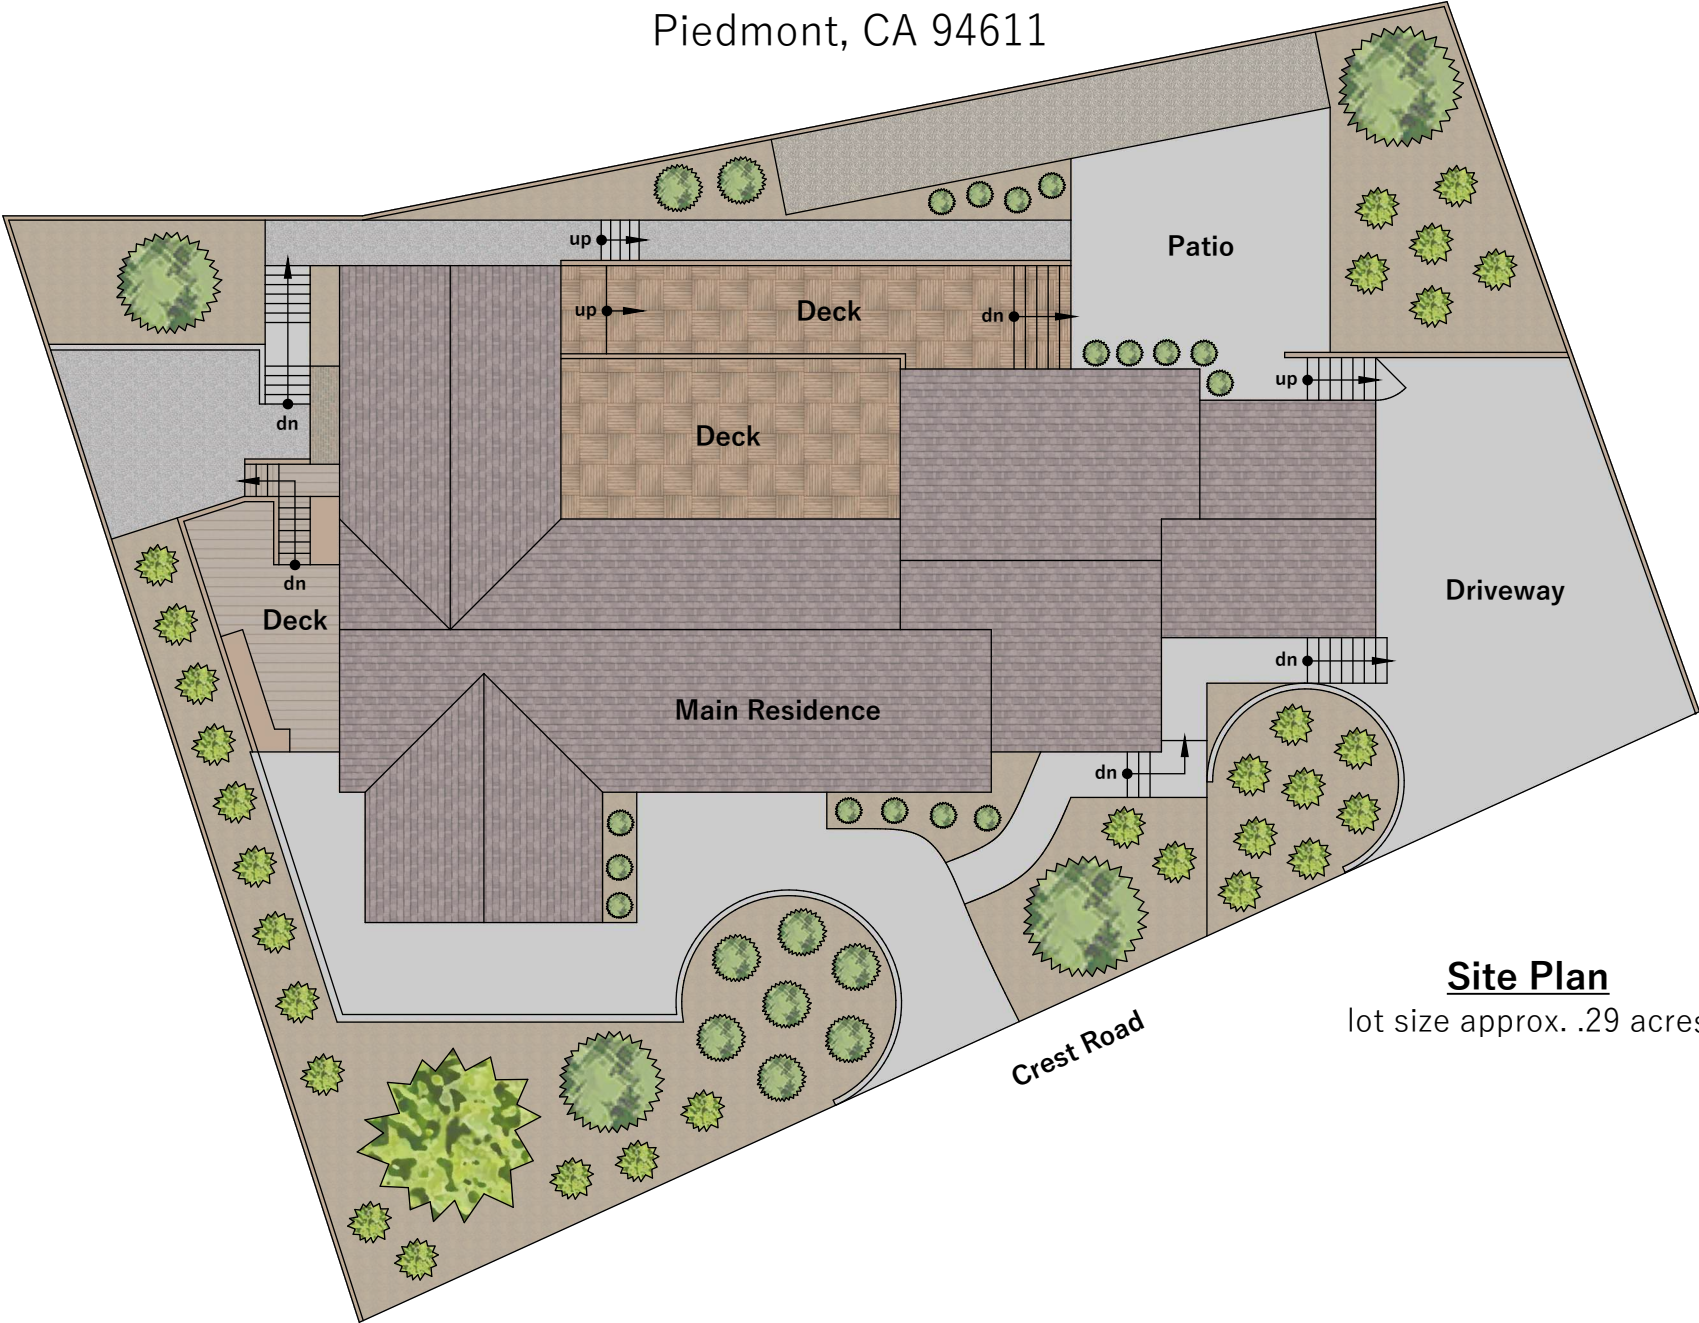 Piedmont, CA 94611
up
Patio
up
Deck
dn
up
dn
Deck
dn
Deck
Driveway
dn
Main Residence
dn
Site Plan
lot size approx. .29 acres
Crest Road